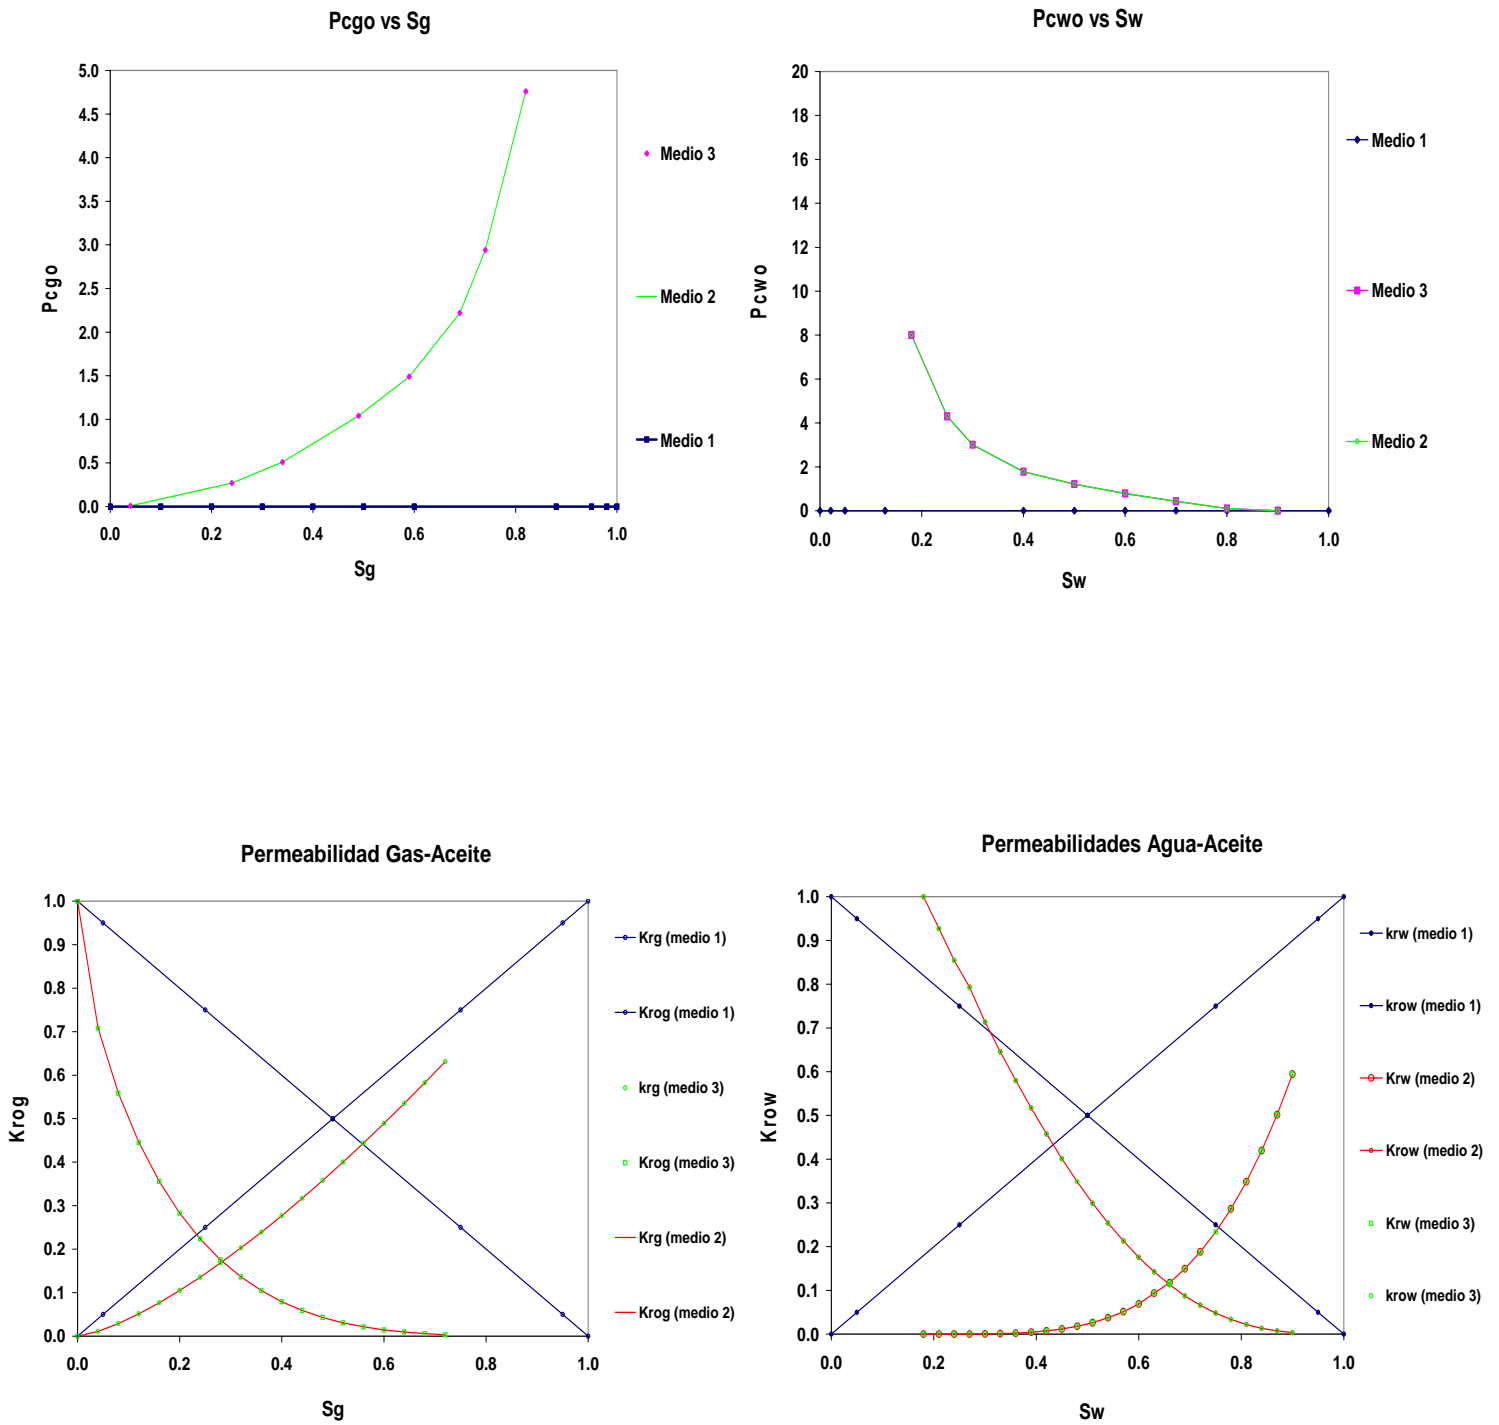 Pcgo vs Sg
5.0
4.5
4.0
3.5
3.0
2.5
2.0
1.5
1.0
0.5
0.0
Pcgo
0.0 0.2 0.4 0.6 0.8 1.0
Sg
Medio 3
Medio 2
Medio 1
Pcwo vs Sw
20
18
16
14
12
10
8
6
4
2
0
Pcwo
0.0 0.2 0.4 0.6 0.8 1.0
Sw
Medio 1
Medio 3
Medio 2
Permeabilidad Gas-Aceite
1.0
0.9
0.8
0.7
0.6
0.5
0.4
0.3
0.2
0.1
0.0
Krog
0.0 0.2 0.4 0.6 0.8 1.0
Sg
Krg (medio 1)
Krog (medio 1)
krg (medio 3)
Krog (medio 3)
Krg (medio 2)
Krog (medio 2)
Permeabilidades Agua-Aceite
1.0
0.9
0.8
0.7
0.6
0.5
0.4
0.3
0.2
0.1
0.0
Krow
0.0 0.2 0.4 0.6 0.8 1.0
Sw
krw (medio 1)
krow (medio 1)
Krw (medio 2)
Krow (medio 2)
Krw (medio 3)
krow (medio 3)